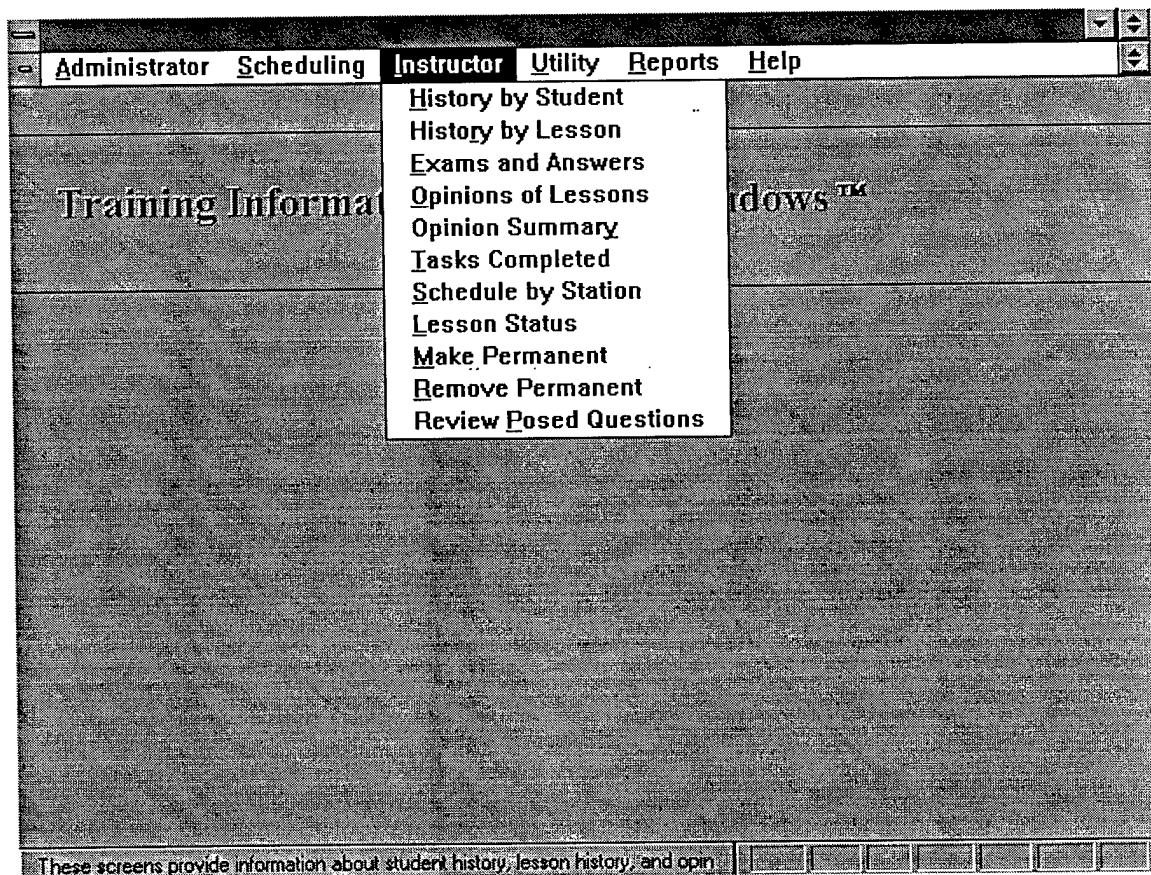 Administrator Scheduling Instructor Utility Reports Help
History by Student
History by Lesson
Exams and Answers
Opinions of Lessons
Opinion Summary
Tasks Completed
Schedule by Station
Lesson Status
Make Permanent
Remove Permanent
Review Posed Questions
Training Informat dows™
These screens provide information about student history, lesson history, and opin